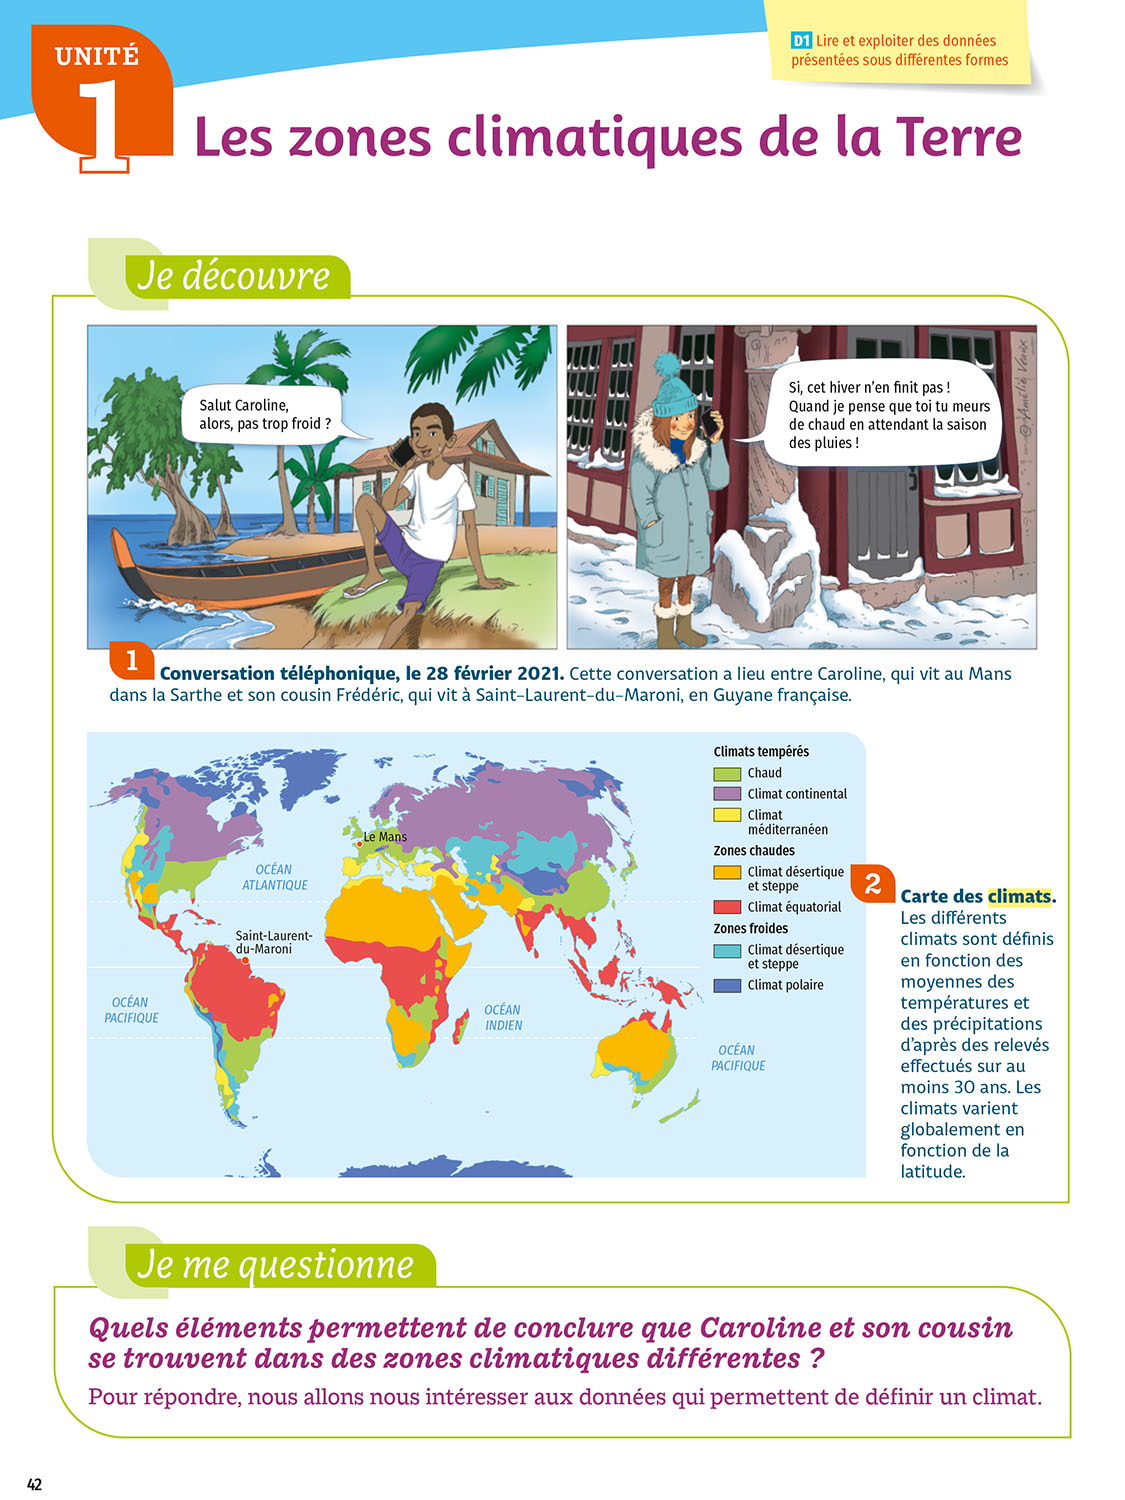 UNITÉ
1
D1 Lire et exploiter des données
présentées sous différentes formes
Les zones climatiques de la Terre
Je découvre
Salut Caroline,
alors, pas trop froid ?
Si, cet hiver n’en finit pas !
Quand je pense que toi tu meurs
de chaud en attendant la saison
des pluies !
© Amélie Veaux
1 Conversation téléphonique, le 28 février 2021. Cette conversation a lieu entre Caroline, qui vit au Mans
dans la Sarthe et son cousin Frédéric, qui vit à Saint-Laurent-du-Maroni, en Guyane française.
Le Mans
OCÉAN
ATLANTIQUE
Saint-Laurent-
du-Maroni
OCÉAN
PACIFIQUE
OCÉAN
INDIEN
OCÉAN
PACIFIQUE
Climats tempérés
Chaud
Climat continental
Climat
méditerranéen
Zones chaudes
Climat désertique
et steppe
Climat équatorial
Zones froides
Climat désertique
et steppe
Climat polaire
2
Carte des climats.
Les différents
climats sont définis
en fonction des
moyennes des
températures et
des précipitations
d’après des relevés
effectués sur au
moins 30 ans. Les
climats varient
globalement en
fonction de la
latitude.
Je me questionne
Quels éléments permettent de conclure que Caroline et son cousin
se trouvent dans des zones climatiques différentes ?
Pour répondre, nous allons nous intéresser aux données qui permettent de définir un climat.
42